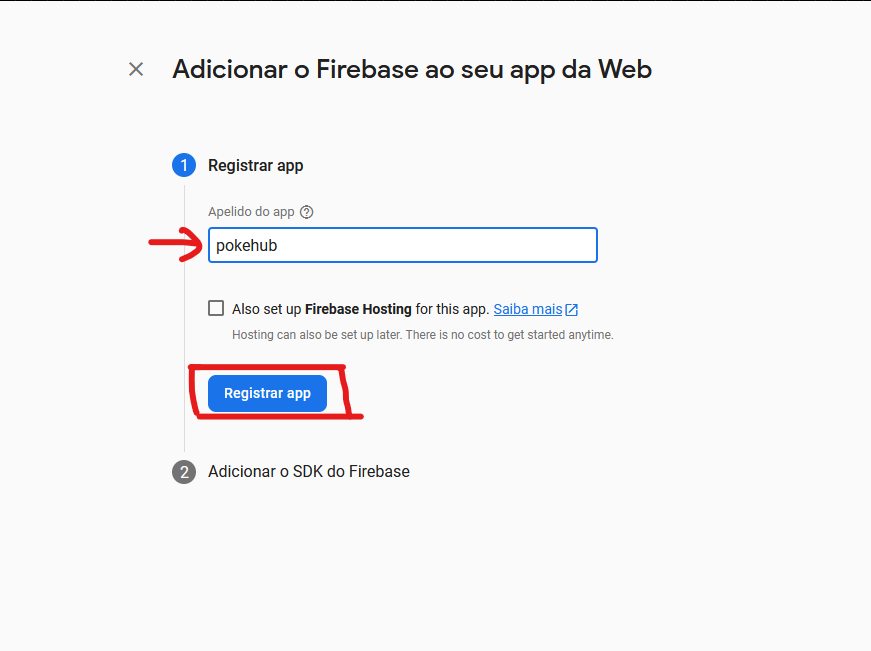 Adicionar o Firebase ao seu app da Web
1 Registrar app
Apelido do app
pokehub
Also set up Firebase Hosting for this app. Saiba mais
Hosting can also be set up later. There is no cost to get started anytime.
Registrar app
2 Adicionar o SDK do Firebase